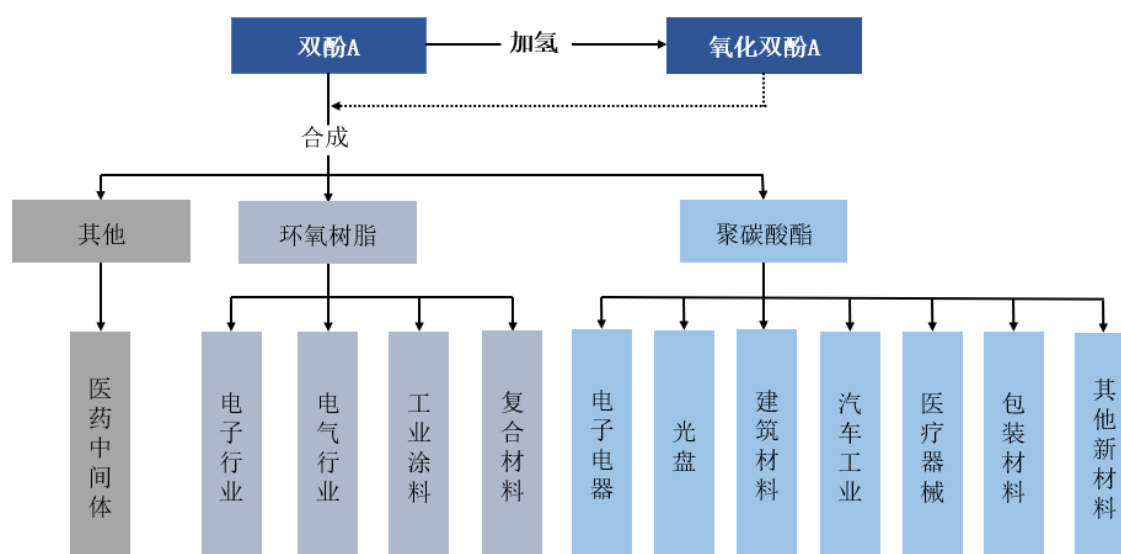 双酚A
加氢
氧化双酚A
合成
其他
环氧树脂
聚碳酸酯
医药中间体
电子行业
电气行业
工业涂料
复合材料
电子电器
光盘
建筑材料
汽车工业
医疗器械
包装材料
其他新材料